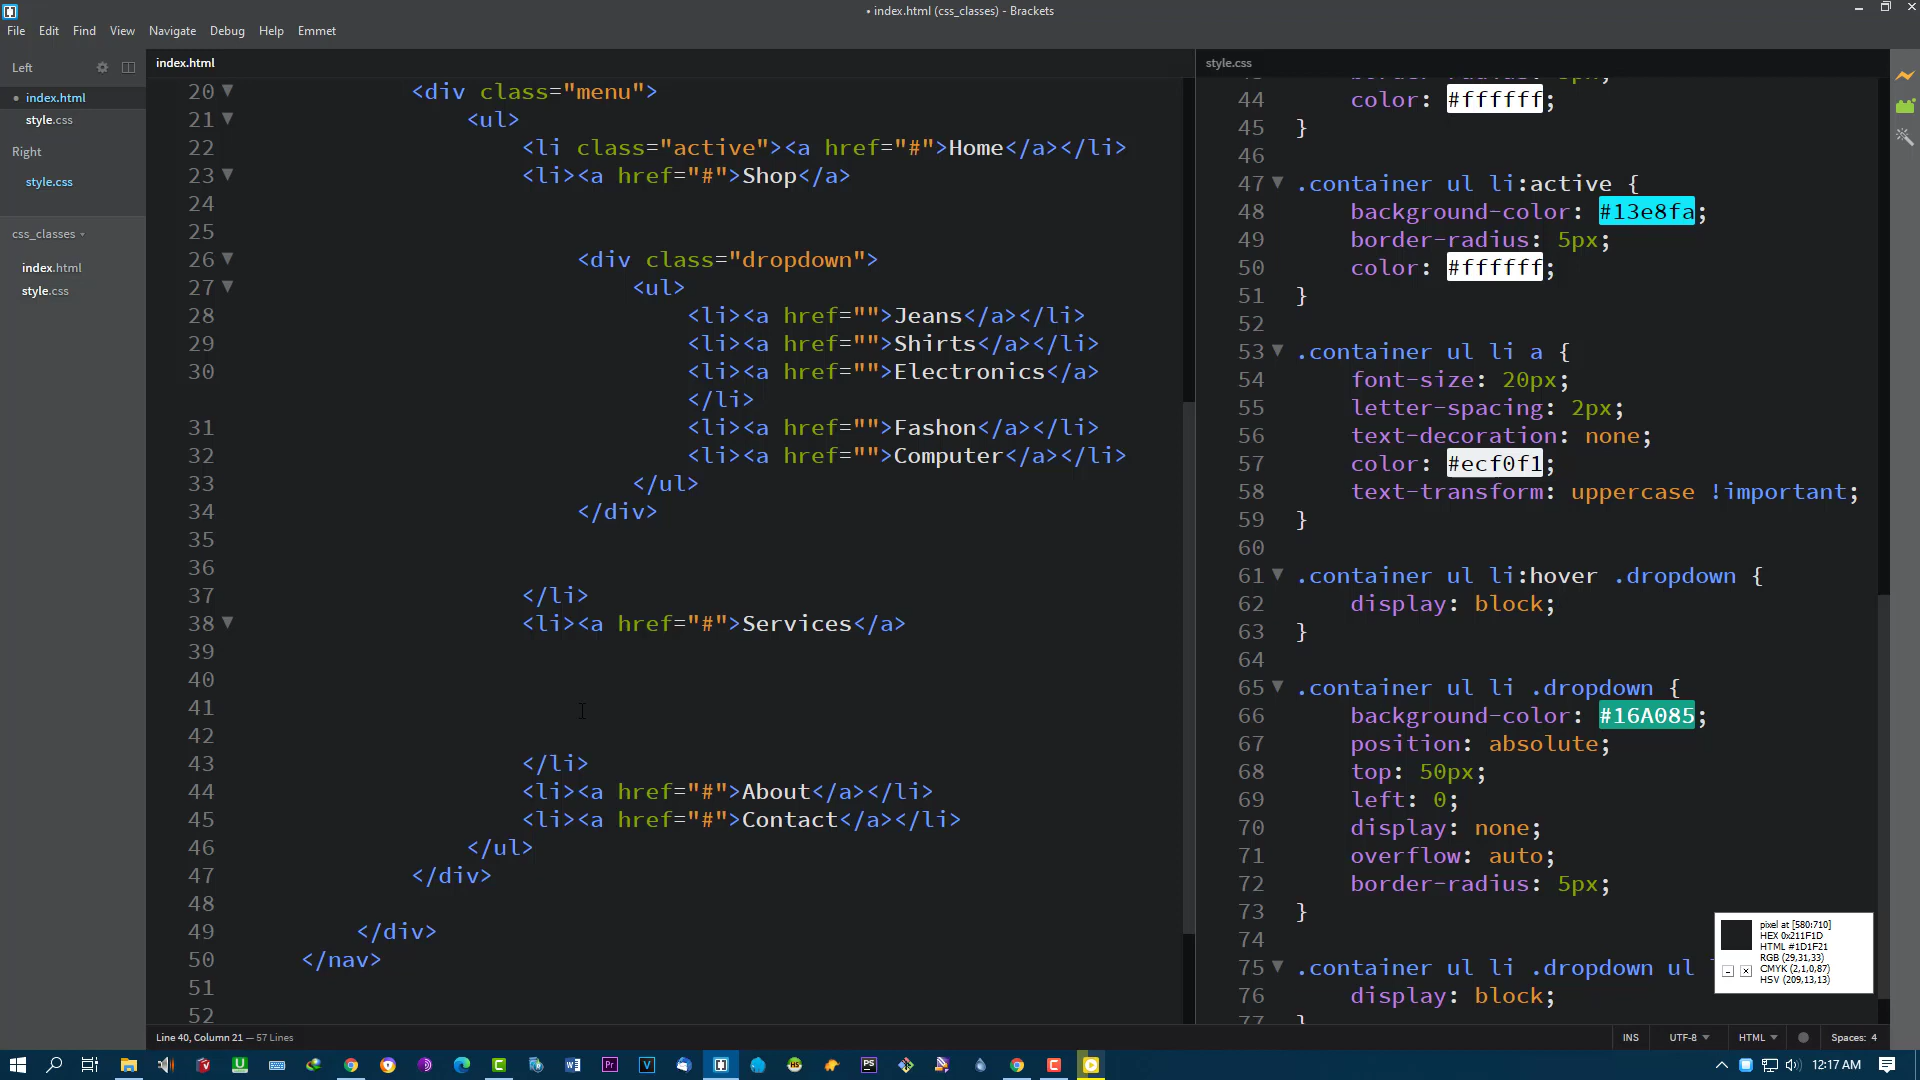 • index.html (css_classes) - Brackets
File Edit Find View Navigate Debug Help Emmet
Left
• index.html
style.css
Right
style.css
css_classes
index.html
style.css
index.html
20 <div class="menu">
21 <ul>
22 <li class="active"><a href="#">Home</a></li>
23 <li><a href="#">Shop</a>
24
25
26 <div class="dropdown">
27 <ul>
28 <li><a href="">Jeans</a></li>
29 <li><a href="">Shirts</a></li>
30 <li><a href="">Electronics</a>
</li>
31 <li><a href="">Fashon</a></li>
32 <li><a href="">Computer</a></li>
33 </ul>
34 </div>
35
36
37 </li>
38 <li><a href="#">Services</a>
39
40
41
42
43 </li>
44 <li><a href="#">About</a></li>
45 <li><a href="#">Contact</a></li>
46 </ul>
47 </div>
48
49 </div>
50 </nav>
51
52
style.css
44 color: #ffffff;
45 }
46
47 .container ul li:active {
48 background-color: #13e8fa;
49 border-radius: 5px;
50 color: #ffffff;
51 }
52
53 .container ul li a {
54 font-size: 20px;
55 letter-spacing: 2px;
56 text-decoration: none;
57 color: #ecf0f1;
58 text-transform: uppercase !important;
59 }
60
61 .container ul li:hover .dropdown {
62 display: block;
63 }
64
65 .container ul li .dropdown {
66 background-color: #16A085;
67 position: absolute;
68 top: 50px;
69 left: 0;
70 display: none;
71 overflow: auto;
72 border-radius: 5px;
73 }
74
75 .container ul li .dropdown ul
76 display: block;
77 }
pixel at [580:710]
HEX 0x211F1D
HTML #1D1F21
RGB (29,31,33)
CMYK (2,1,0,87)
HSV (209,13,13)
Line 40, Column 21 — 57 Lines
INS UTF-8 HTML Spaces: 4
12:17 AM